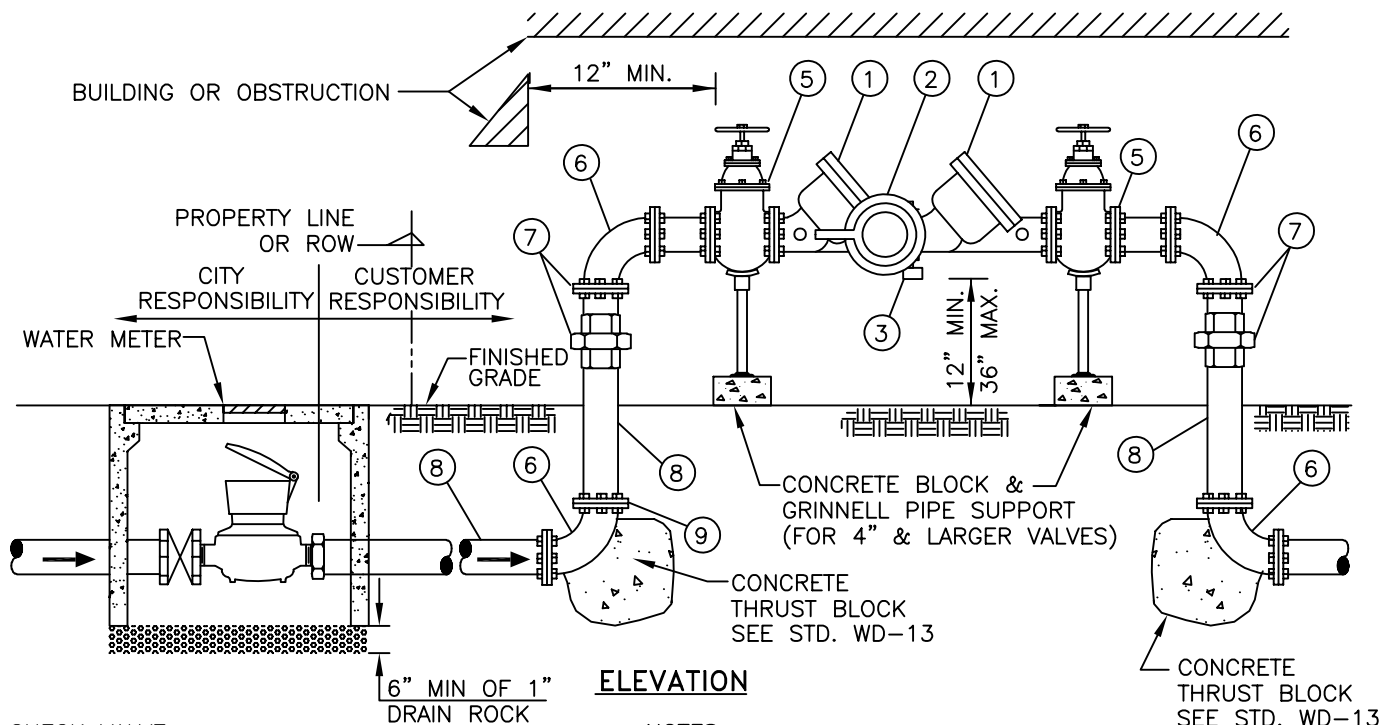 BUILDING OR OBSTRUCTION
12" MIN.
5
1
2
1
6
5
6
PROPERTY LINE
OR ROW
7
7
CITY
RESPONSIBILITY
CUSTOMER
RESPONSIBILITY
3
12" MIN.
36" MAX.
WATER METER
FINISHED
GRADE
8
6
8
8
6
9
CONCRETE BLOCK &
GRINNELL PIPE SUPPORT
(FOR 4" & LARGER VALVES)
CONCRETE
THRUST BLOCK
SEE STD. WD-13
ELEVATION
6" MIN OF 1"
DRAIN ROCK
CONCRETE
THRUST BLOCK
SEE STD. WD-13